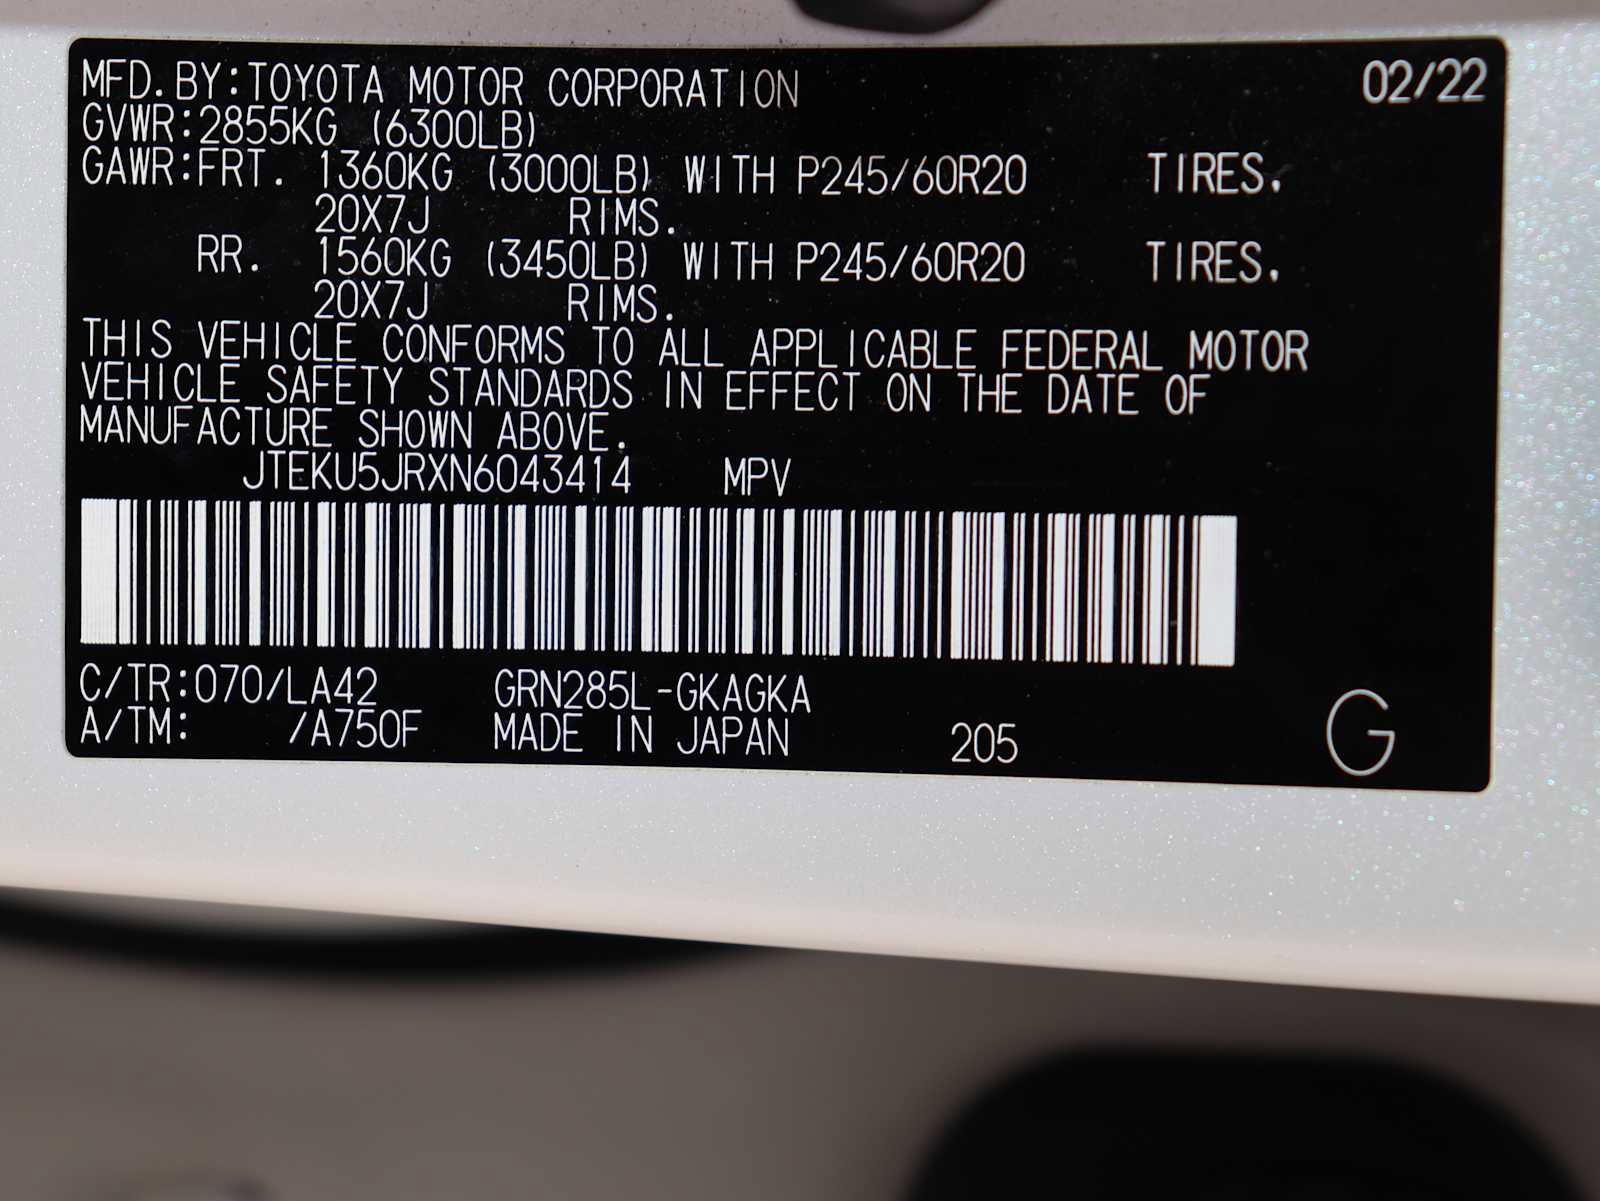 MFD.BY:TOYOTA MOTOR CORPORATION 02/22
GVWR:2855KG (6300LB)
GAWR:FRT. 1360KG (3000LB) WITH P245/60R20 TIRES.
20X7J RIMS.
RR. 1560KG (3450LB) WITH P245/60R20 TIRES.
20X7J RIMS.
THIS VEHICLE CONFORMS TO ALL APPLICABLE FEDERAL MOTOR
VEHICLE SAFETY STANDARDS IN EFFECT ON THE DATE OF
MANUFACTURE SHOWN ABOVE.
JTEKU5JRXN6043414 MPV
C/TR:070/LA42 GRN285L-GKAGKA
A/TM: /A750F MADE IN JAPAN 205 G